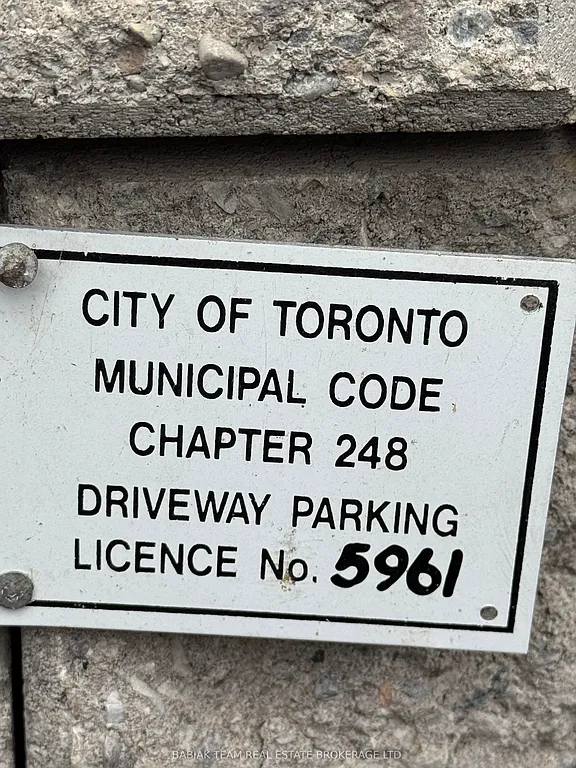 CITY OF TORONTO
MUNICIPAL CODE
CHAPTER 248
DRIVEWAY PARKING
LICENCE No. 5961
BABIAK TEAM REAL ESTATE BROKERAGE LTD